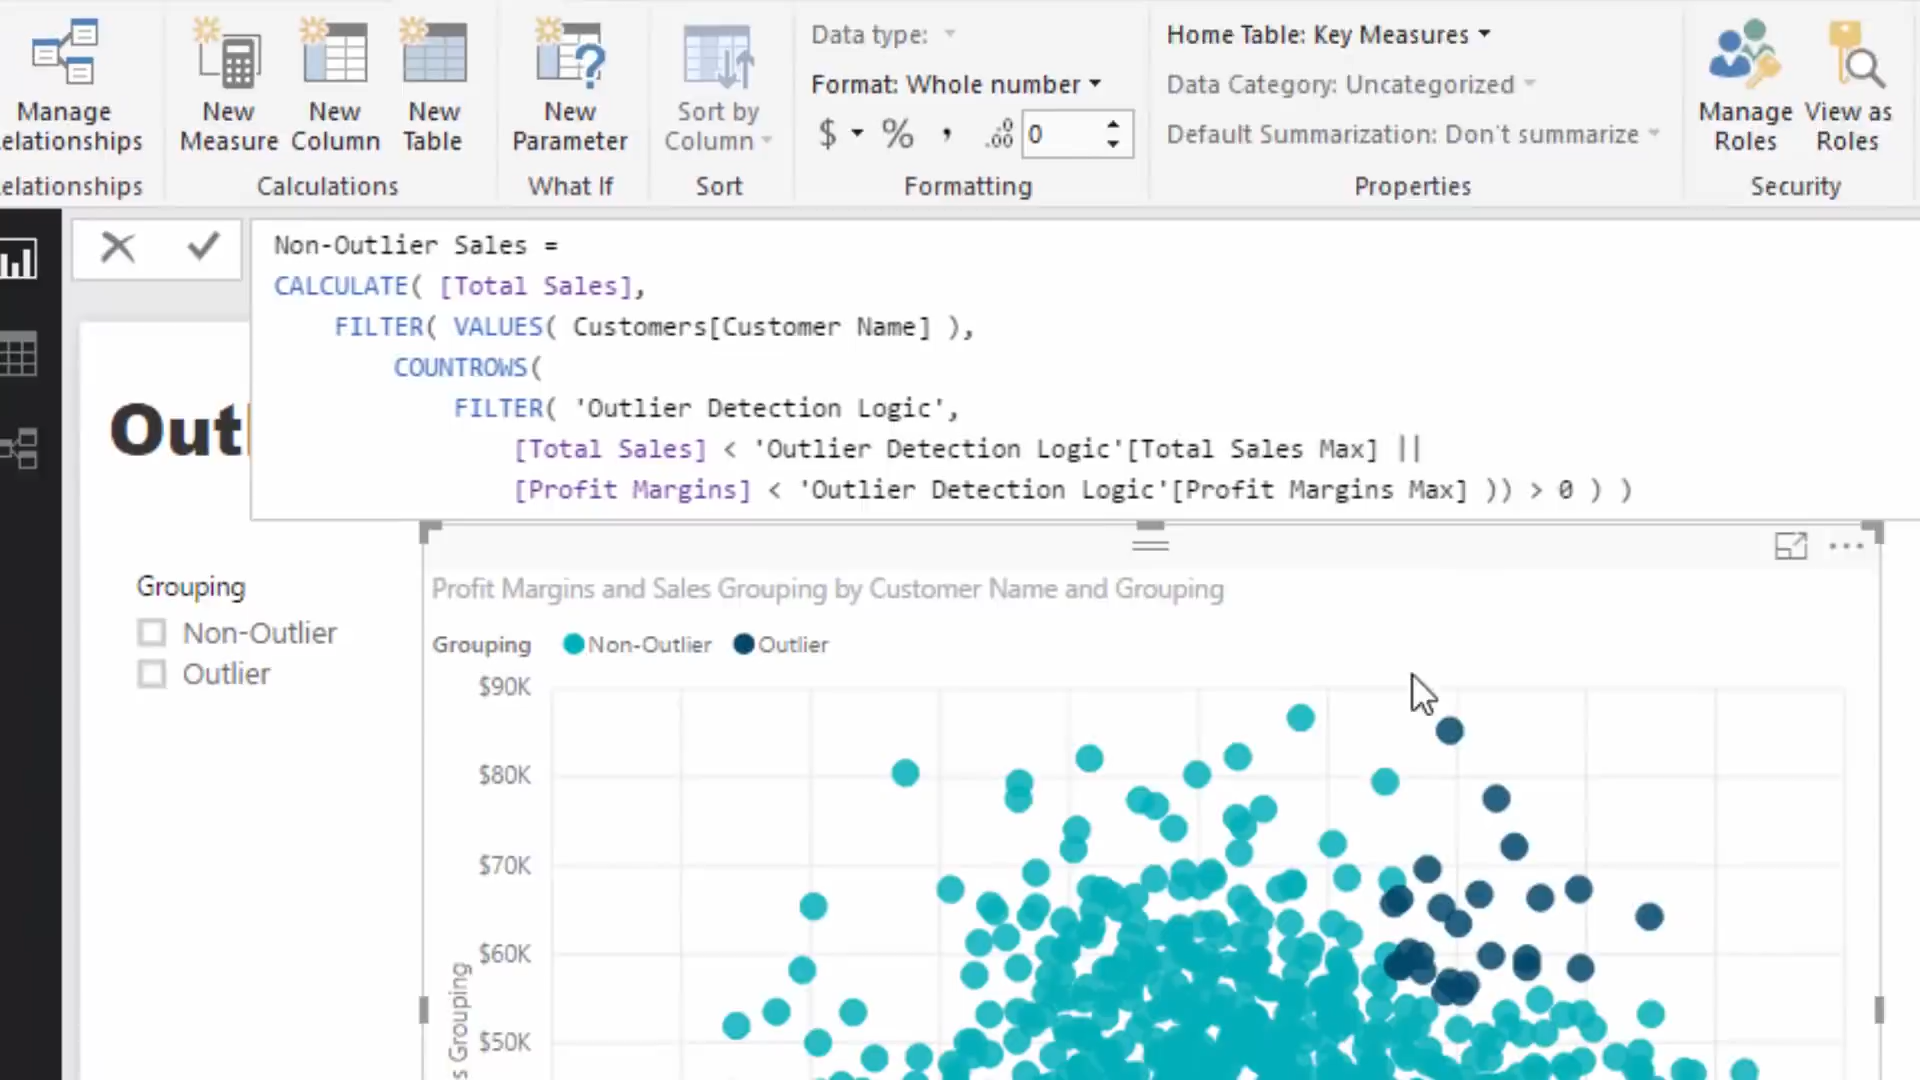 Manage
elationships
elationships
New
Measure
New
Column
New
Table
Calculations
New
Parameter
What If
Sort by
Column
Sort
Data type:
Format: Whole number
$ % , .00 0
Formatting
Home Table: Key Measures
Data Category: Uncategorized
Default Summarization: Don't summarize
Properties
Manage
Roles
View as
Roles
Security
Non-Outlier Sales =
CALCULATE( [Total Sales],
FILTER( VALUES( Customers[Customer Name] ),
COUNTROWS(
FILTER( 'Outlier Detection Logic',
[Total Sales] < 'Outlier Detection Logic'[Total Sales Max] ||
[Profit Margins] < 'Outlier Detection Logic'[Profit Margins Max] )) > 0 ) )
Outl
Grouping
Non-Outlier
Outlier
Profit Margins and Sales Grouping by Customer Name and Grouping
Grouping Non-Outlier Outlier
$90K
$80K
$70K
$60K
$50K
s Grouping